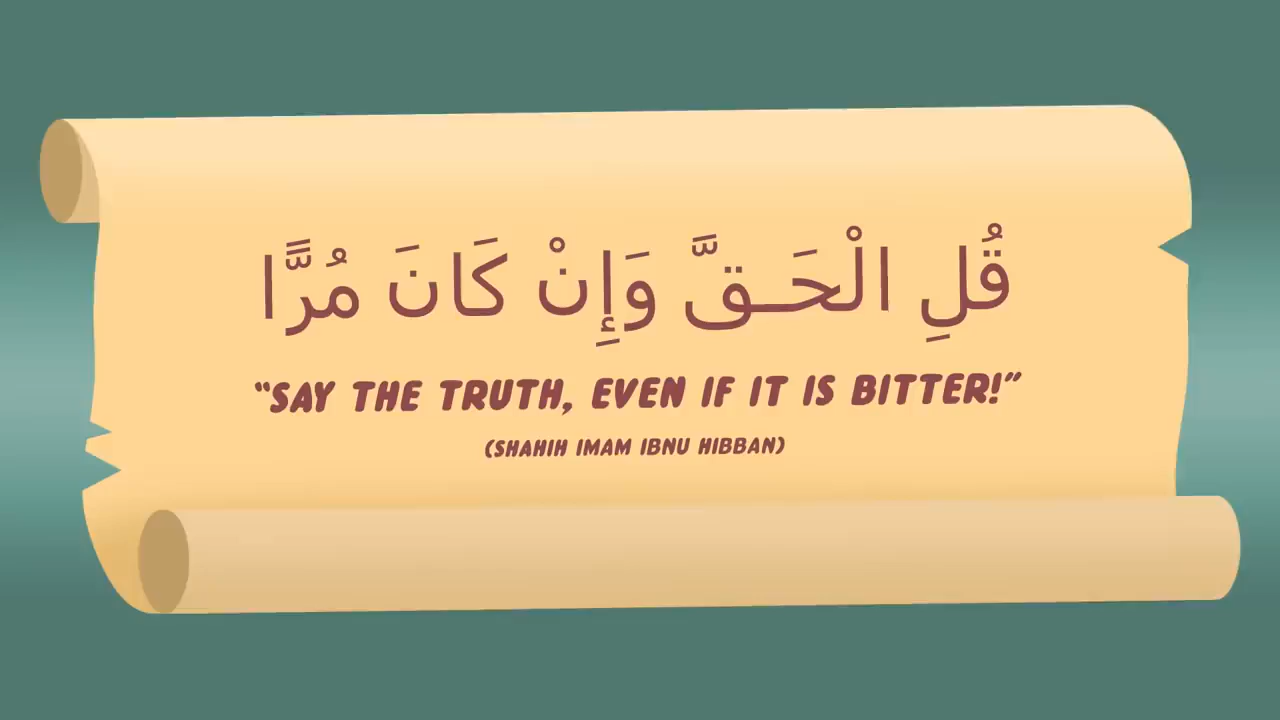 قُلِ الْحَـقَّ وَإِنْ كَانَ مُرًّا
“SAY THE TRUTH, EVEN IF IT IS BITTER!”
(SHAHIH IMAM IBNU HIBBAN)